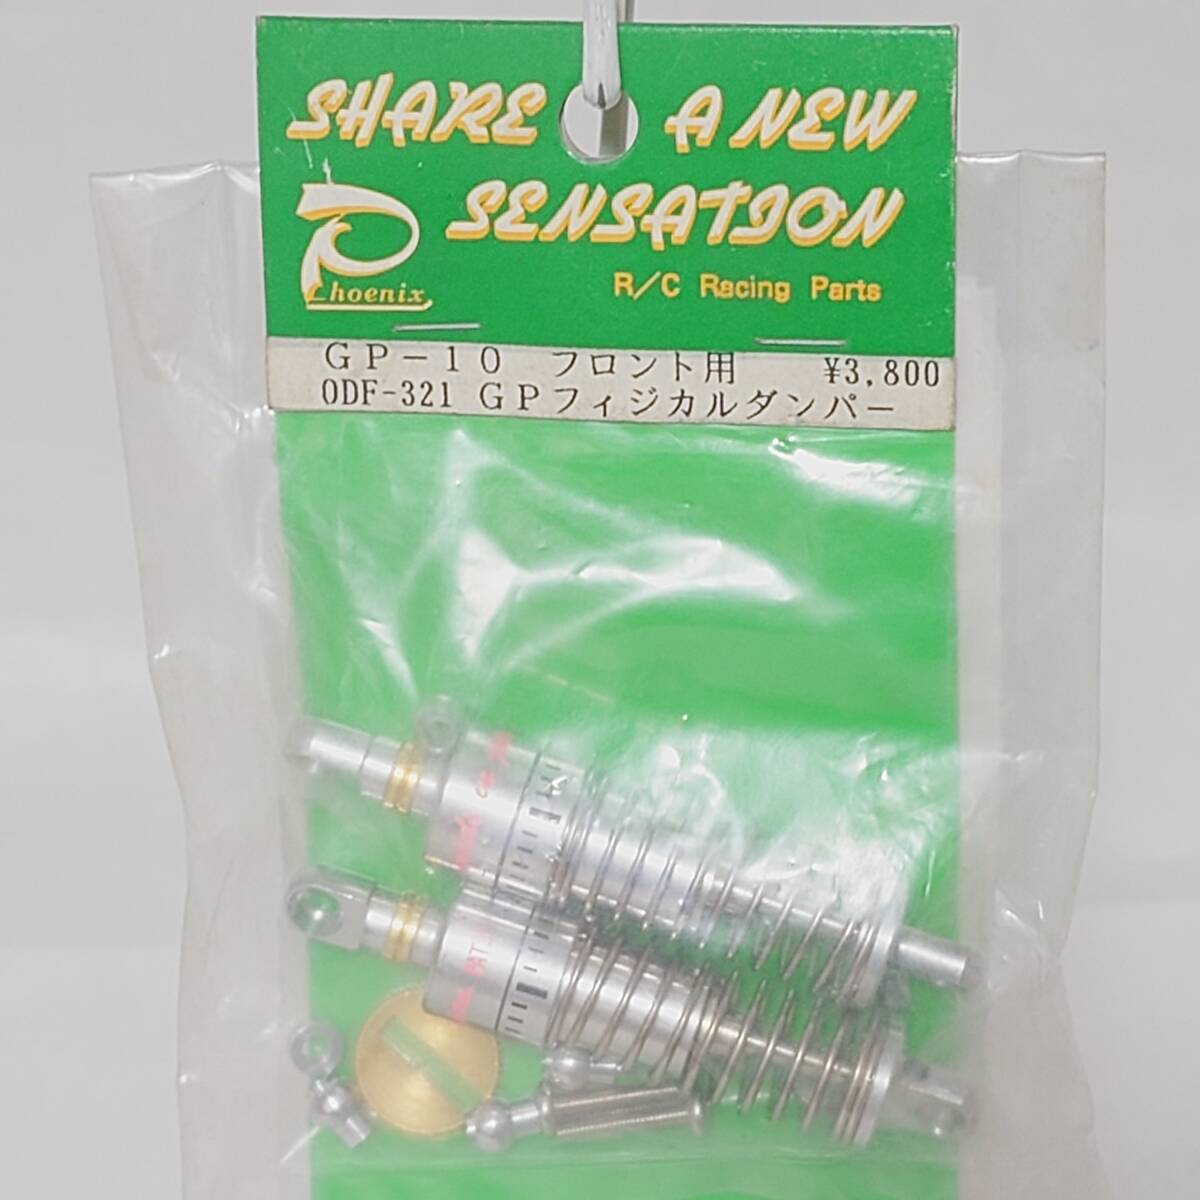 SHARE A NEW
SENSATION
Phoenix
R/C Racing Parts
GP-10 フロント用 ¥3,800
ODF-321 GPフィジカルダンパー